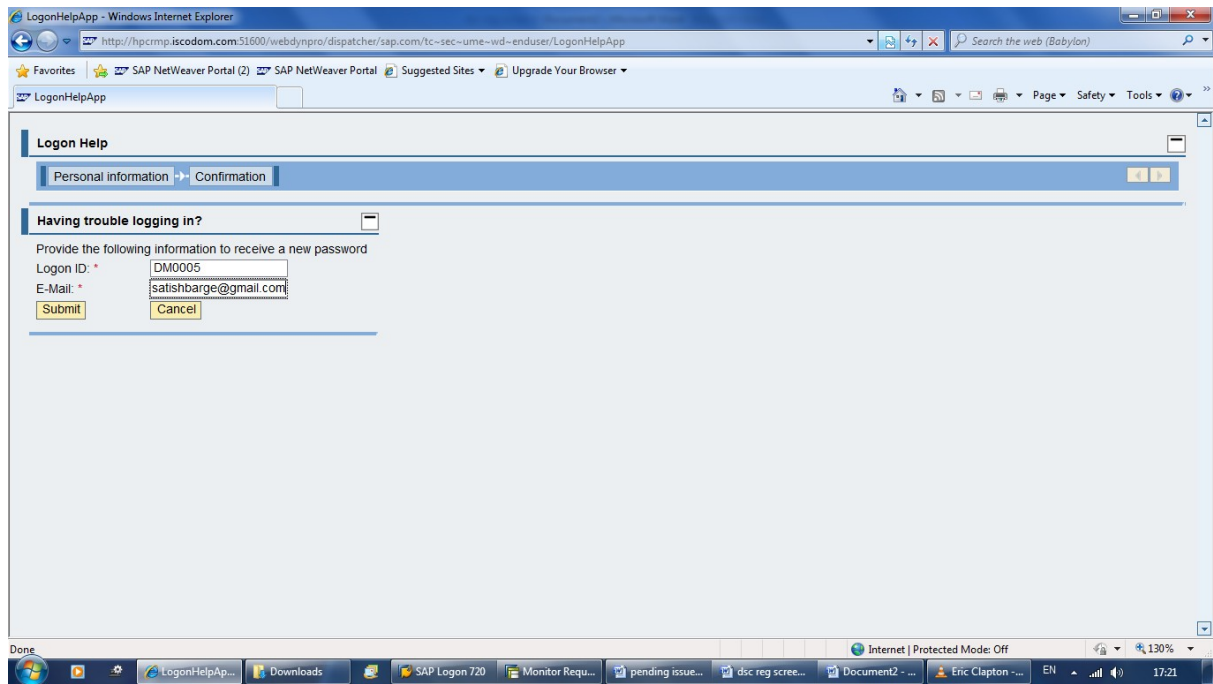 LogonHelpApp - Windows Internet Explorer
http://hpcrmp.iscodom.com:51600/webdynpro/dispatcher/sap.com/tc~sec~ume~wd~enduser/LogonHelpApp
Search the web (Babylon)
Favorites SAP NetWeaver Portal (2) SAP NetWeaver Portal Suggested Sites Upgrade Your Browser
LogonHelpApp Page Safety Tools
Logon Help
Personal information Confirmation
Having trouble logging in?
Provide the following information to receive a new password
Logon ID: * DM0005
E-Mail: * satishbarge@gmail.com
Submit Cancel
Done Internet | Protected Mode: Off 130%
LogonHelpAp... Downloads SAP Logon 720 Monitor Requ... pending issue... dsc reg scree... Document2 - ... Eric Clapton -... EN 17:21